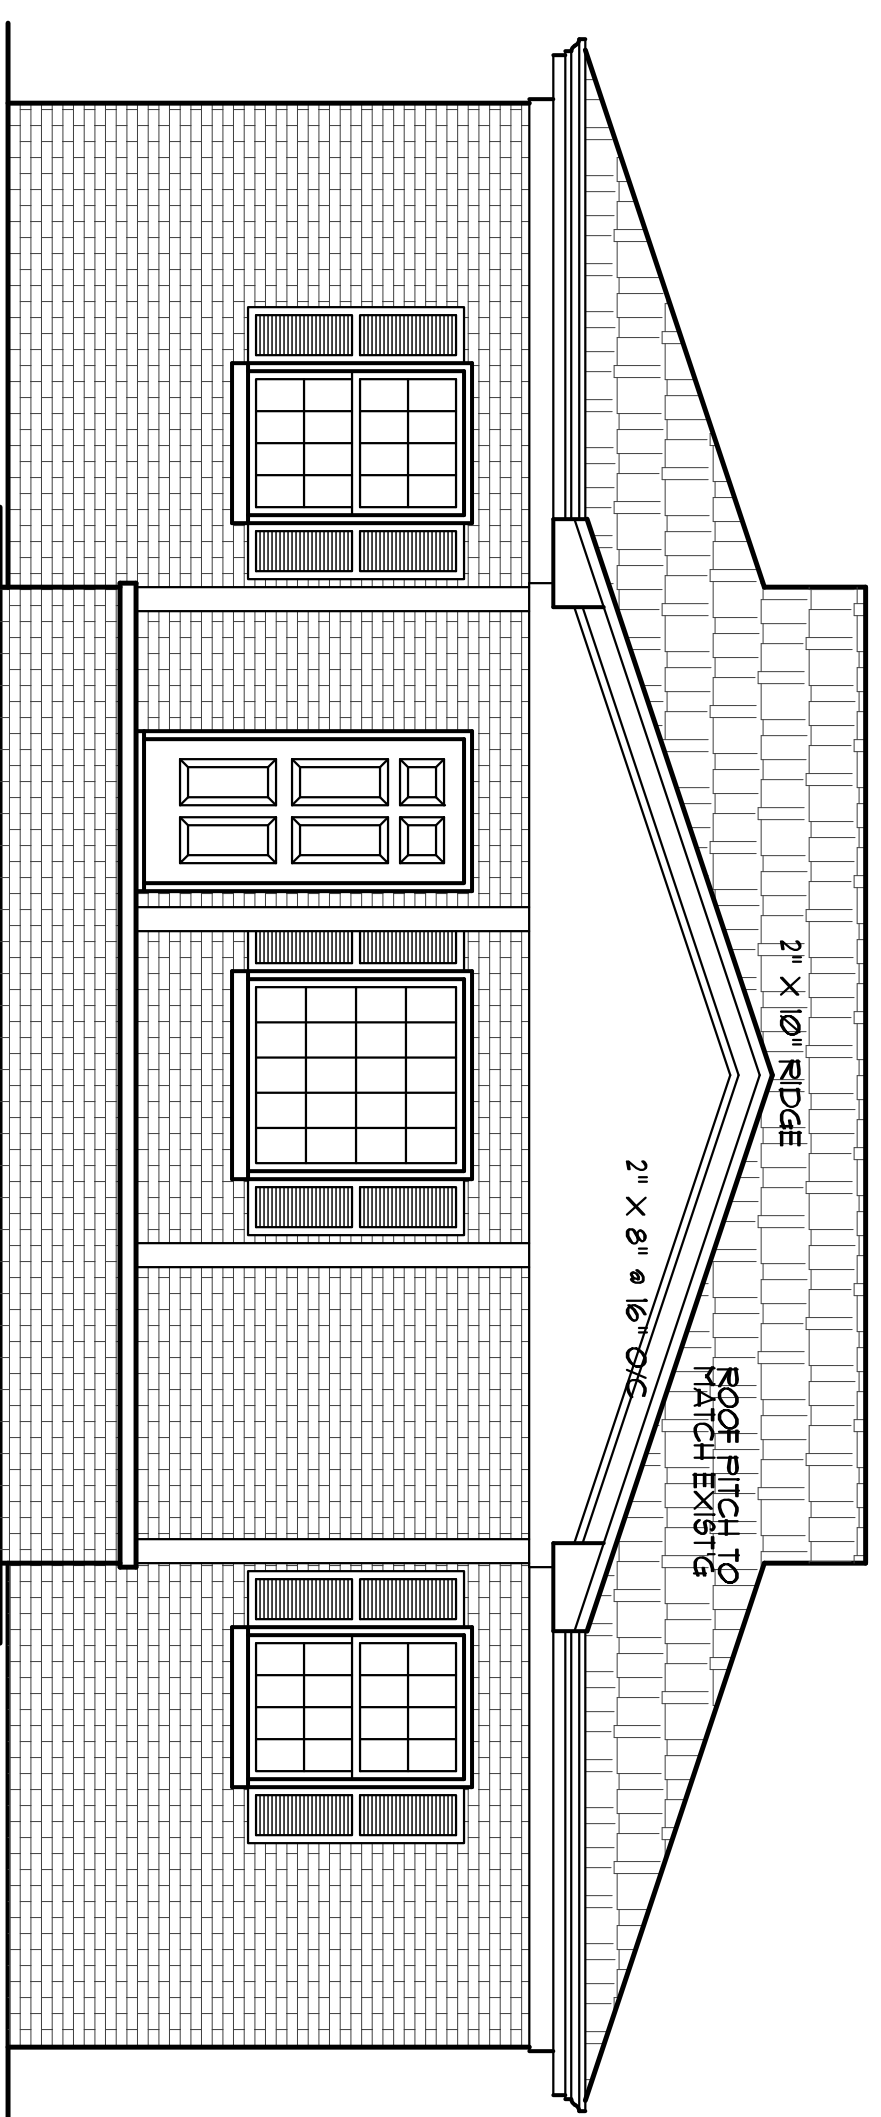 2" X 10" RIDGE
2" X 8" @ 16" O/C
ROOF PITCH TO
MATCH EXIST'G